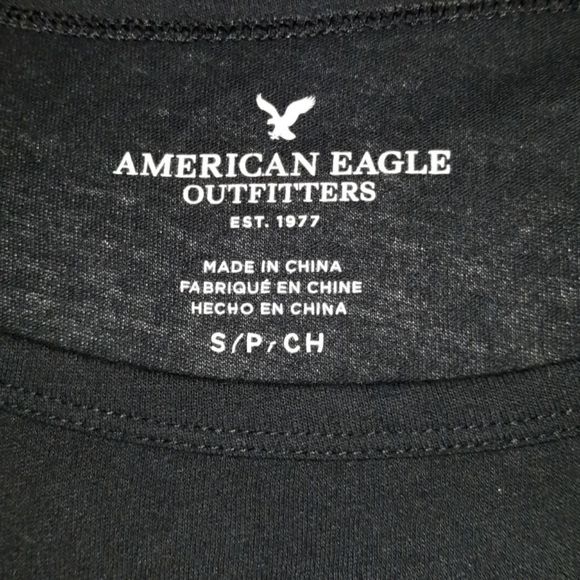 AMERICAN EAGLE
OUTFITTERS
EST. 1977
MADE IN CHINA
FABRIQUÉ EN CHINE
HECHO EN CHINA
S/P/CH